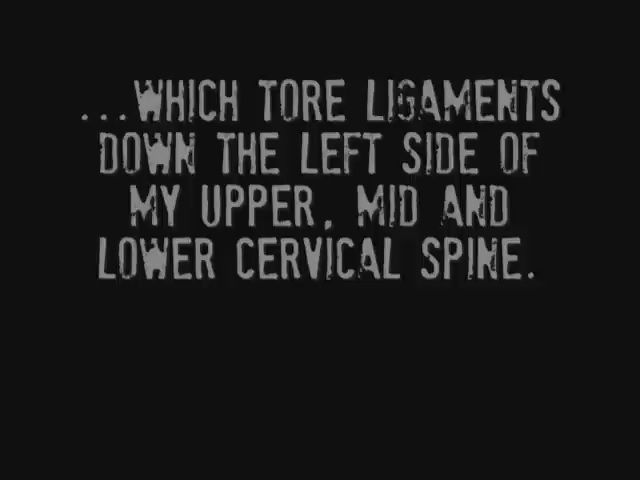 ...WHICH TORE LIGAMENTS
DOWN THE LEFT SIDE OF
MY UPPER, MID AND
LOWER CERVICAL SPINE.